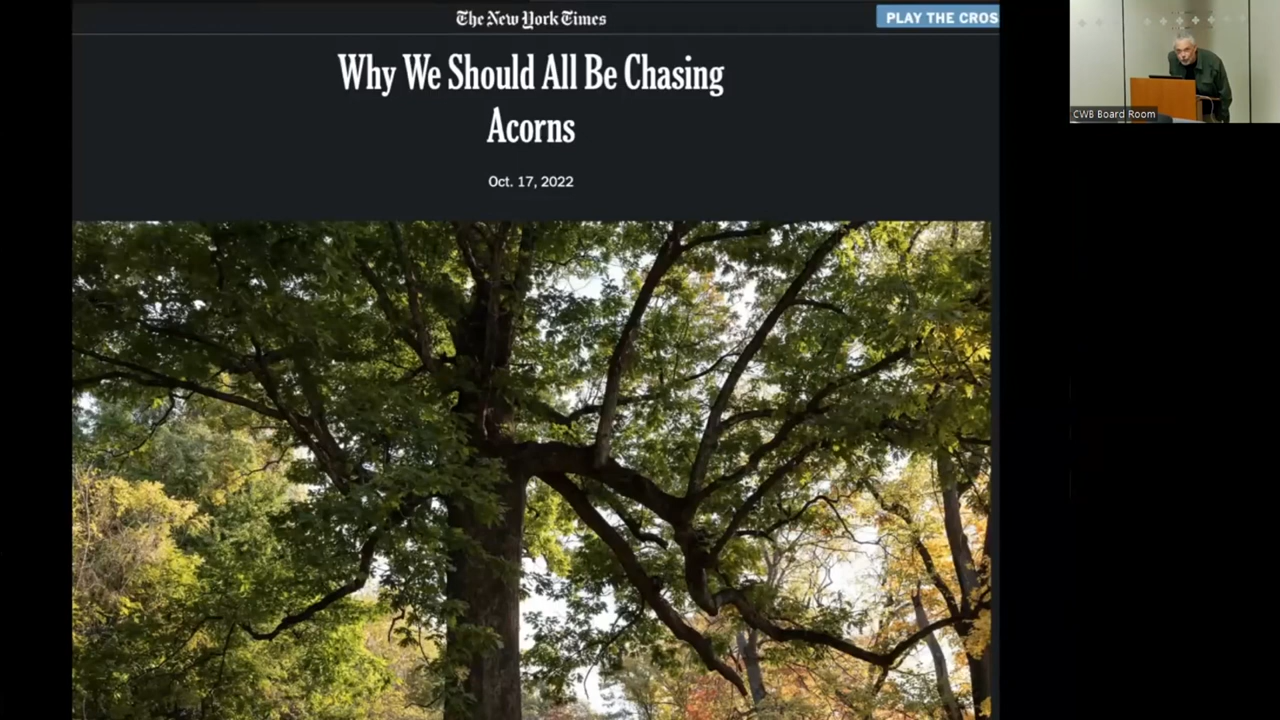 The New York Times
PLAY THE CROS
Why We Should All Be Chasing
Acorns
Oct. 17, 2022
CWB Board Room